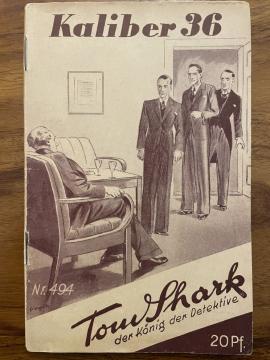 Kaliber 36
Nr. 494
Tom Shark
der König der Detektive
20 Pf.